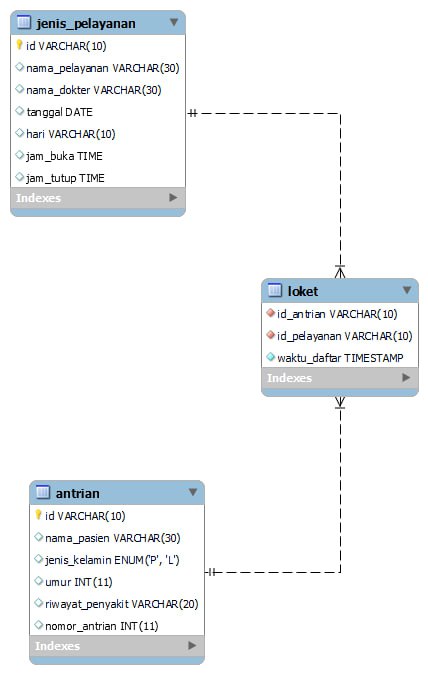 jenis_pelayanan
id VARCHAR(10)
nama_pelayanan VARCHAR(30)
nama_dokter VARCHAR(30)
tanggal DATE
hari VARCHAR(10)
jam_buka TIME
jam_tutup TIME
Indexes
loket
id_antrian VARCHAR(10)
id_pelayanan VARCHAR(10)
waktu_daftar TIMESTAMP
Indexes
antrian
id VARCHAR(10)
nama_pasien VARCHAR(30)
jenis_kelamin ENUM('P', 'L')
umur INT(11)
riwayat_penyakit VARCHAR(20)
nomor_antrian INT(11)
Indexes